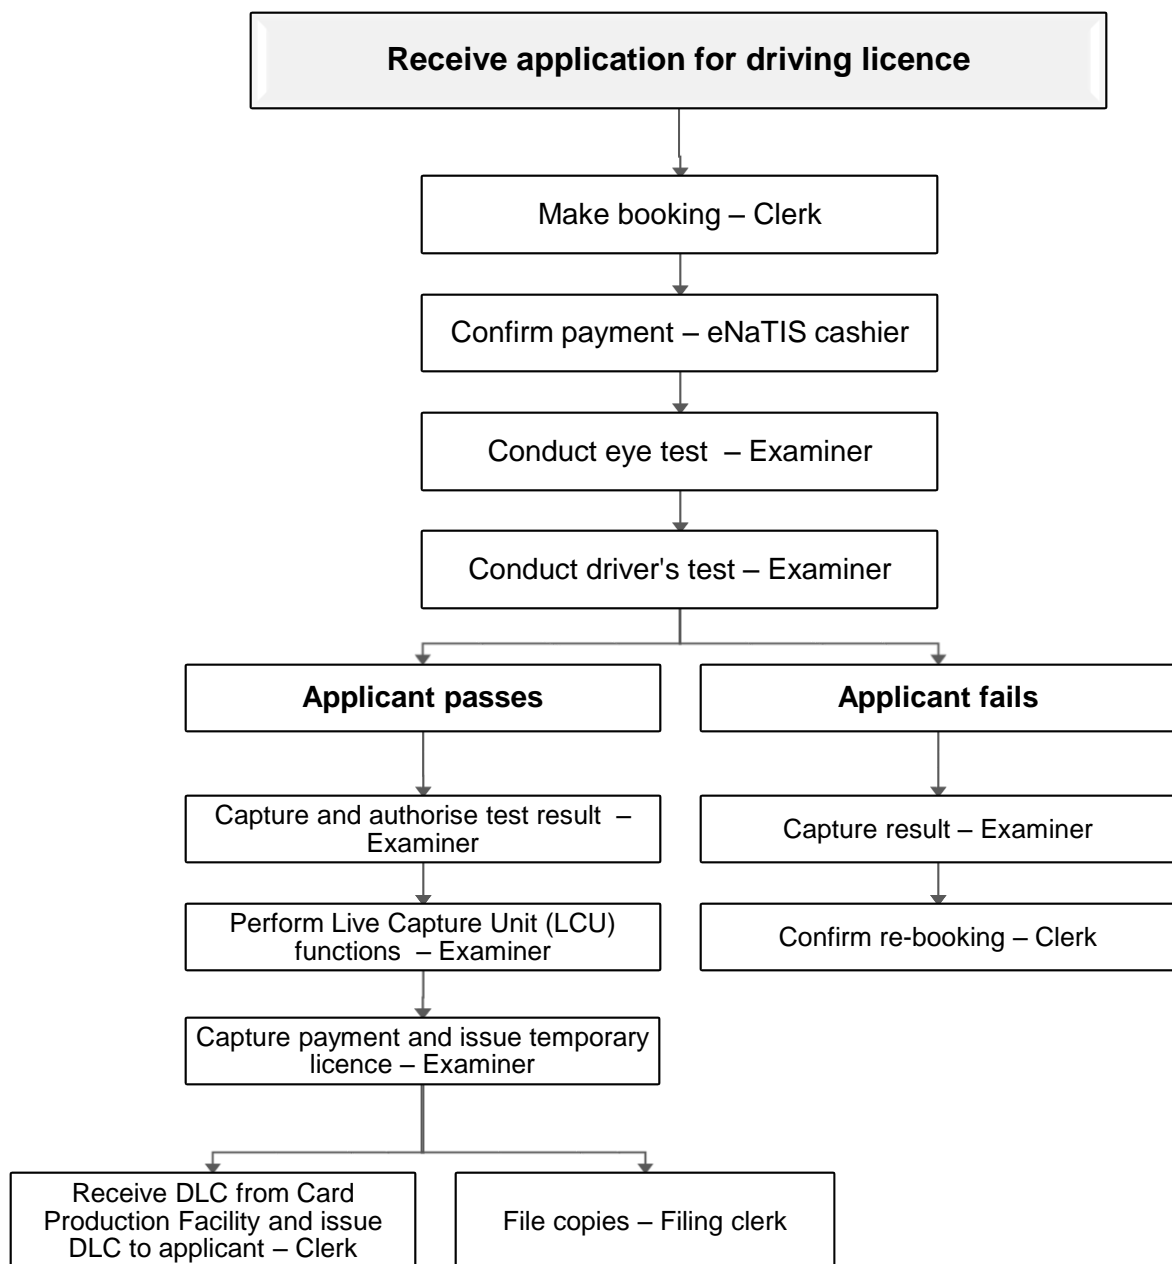 Receive application for driving licence
Make booking – Clerk
Confirm payment – eNaTIS cashier
Conduct eye test – Examiner
Conduct driver's test – Examiner
Applicant passes
Applicant fails
Capture and authorise test result –
Examiner
Capture result – Examiner
Perform Live Capture Unit (LCU)
functions – Examiner
Confirm re-booking – Clerk
Capture payment and issue temporary
licence – Examiner
Receive DLC from Card
Production Facility and issue
DLC to applicant – Clerk
File copies – Filing clerk